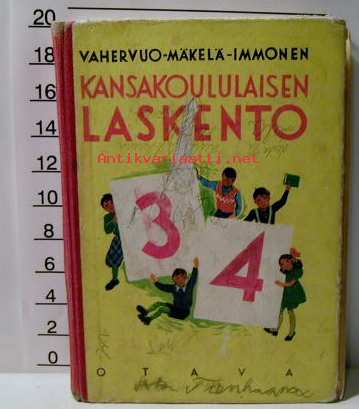 20
18
16
14
12
10
8
6
4
2
0
VAHERVUO-MÄKELÄ-IMMONEN
KANSAKOULULAISEN
LASKENTO
Antikvariaatti.net
3
4
OTAVA